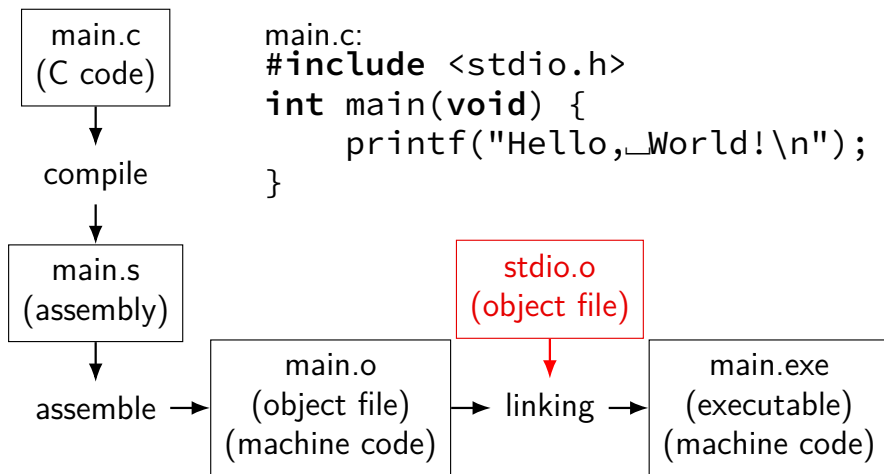 main.c
(C code)
compile
main.s
(assembly)
assemble
main.o
(object file)
(machine code)
stdio.o
(object file)
linking
main.exe
(executable)
(machine code)
main.c:
#include <stdio.h>
int main(void) {
    printf("Hello,␣World!\n");
}